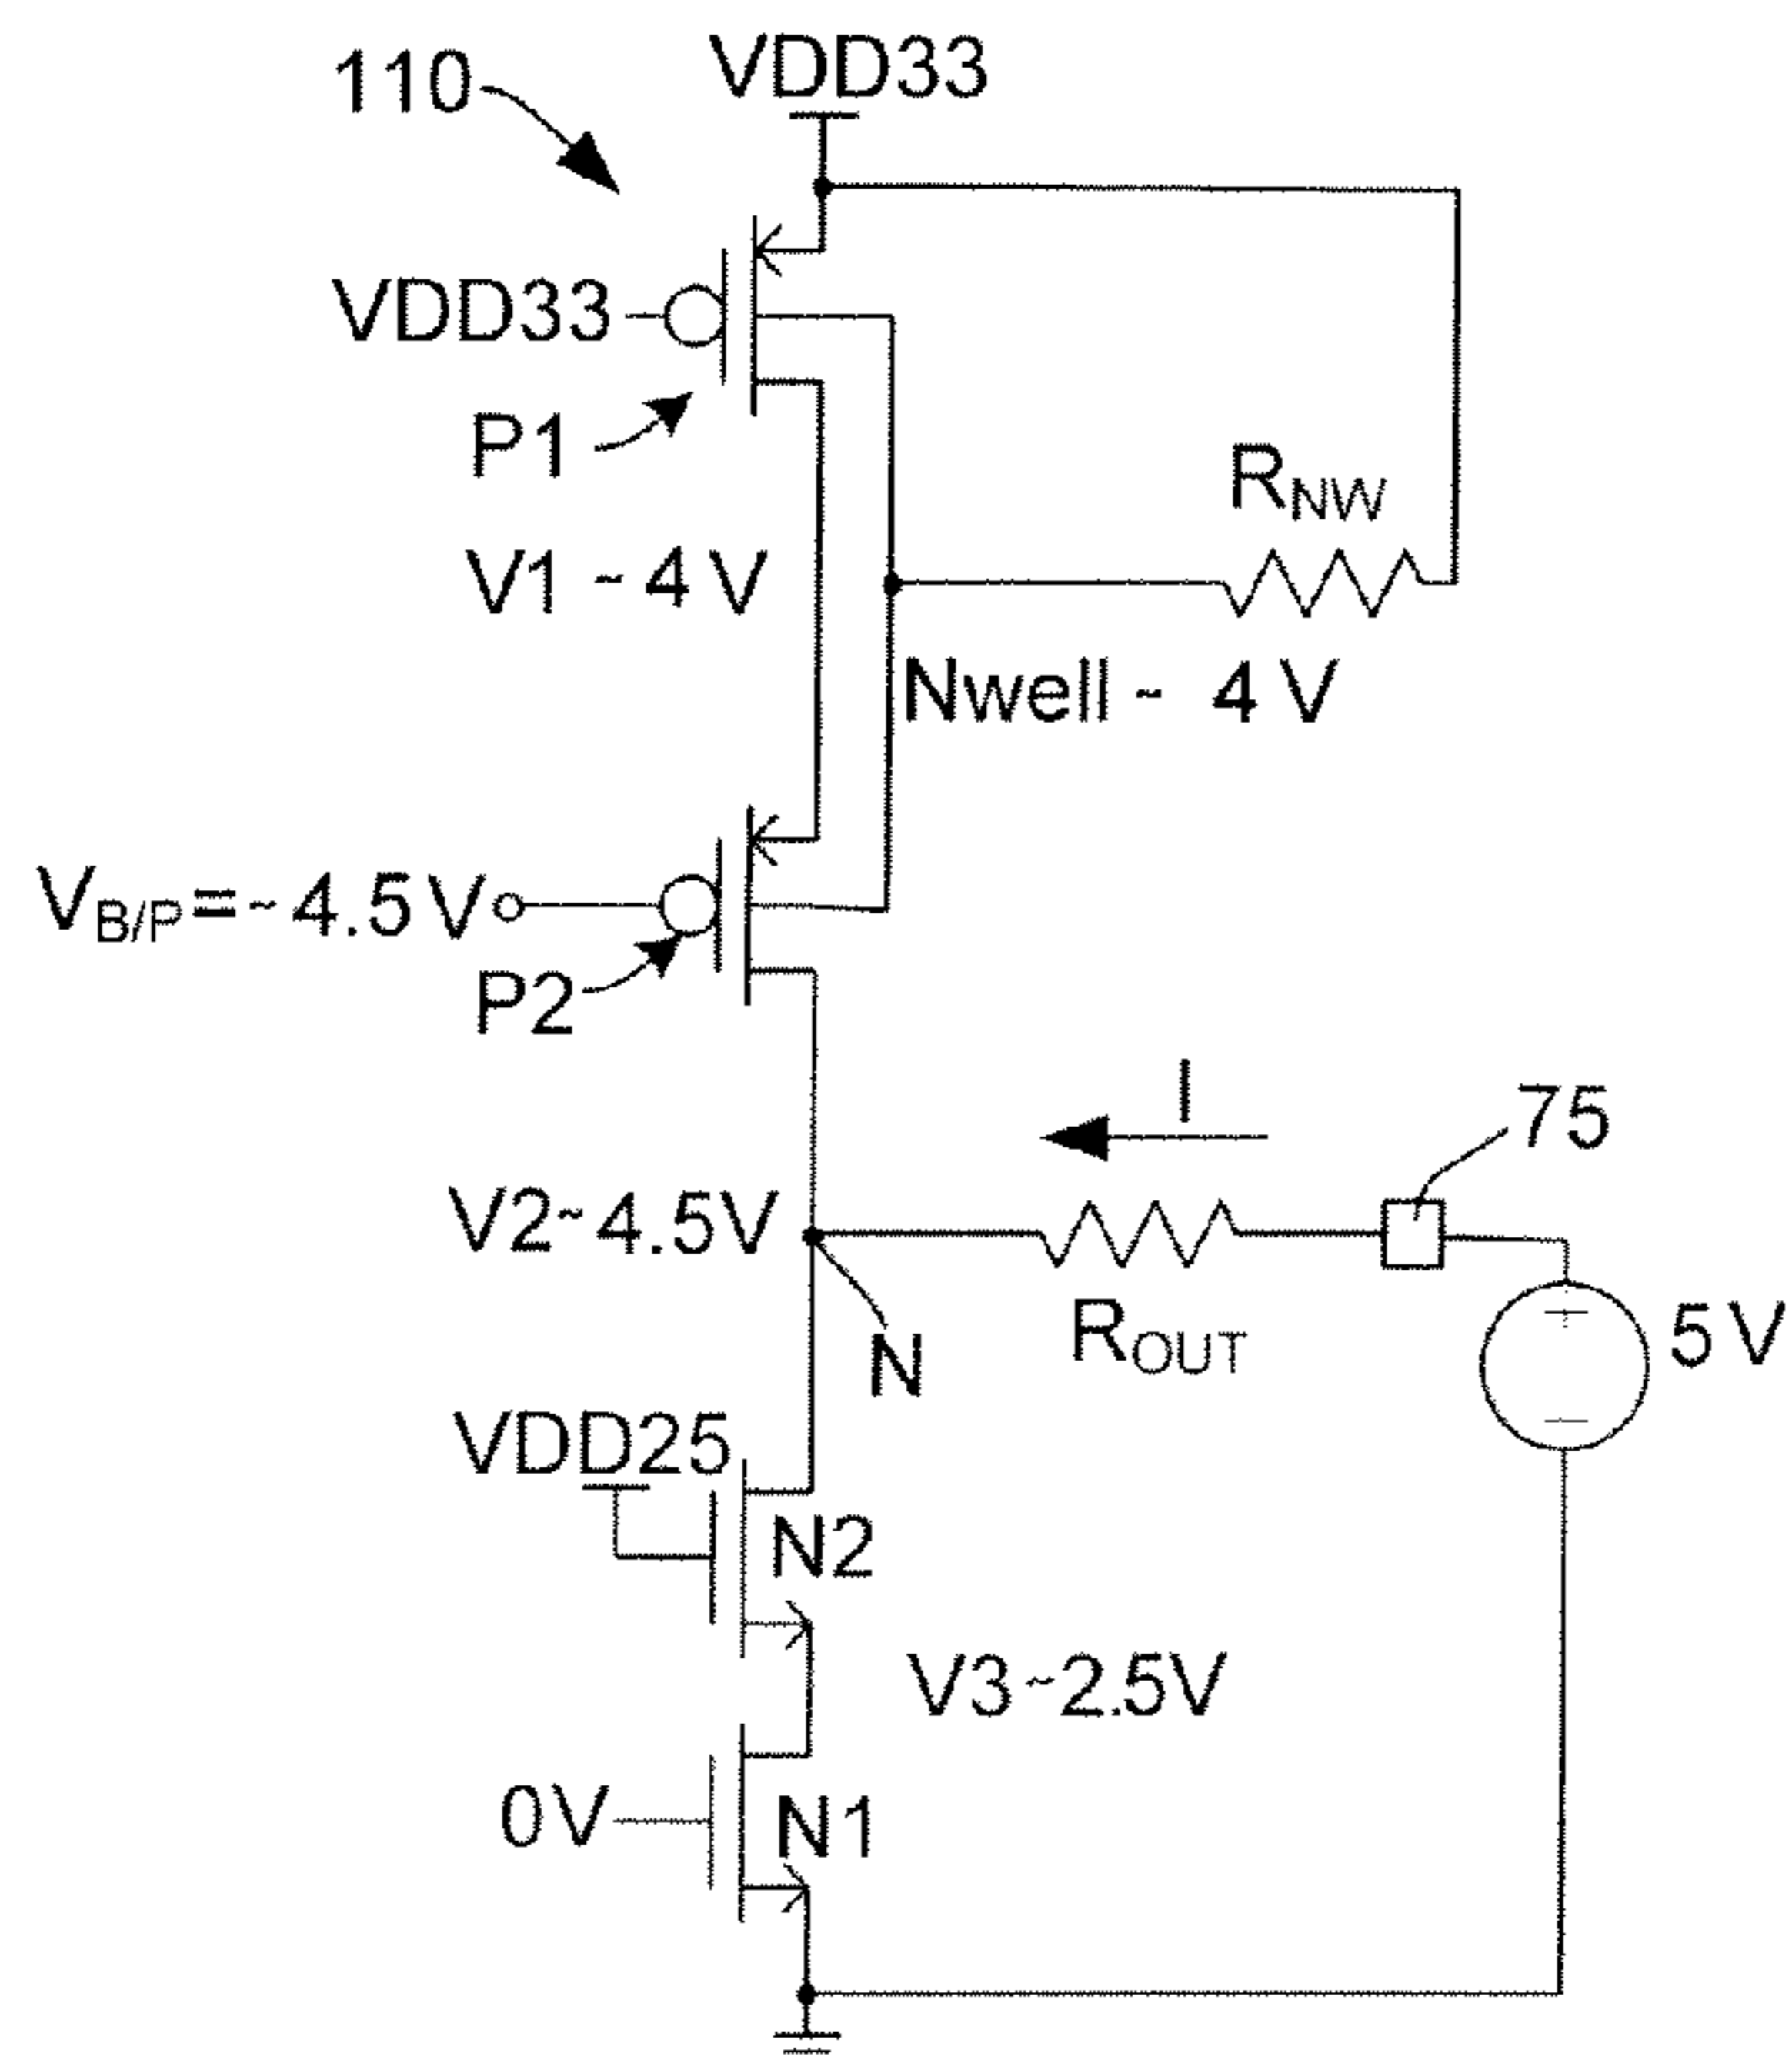 110
VDD33
VDD33
P1
RNW
V1 ~ 4 V
Nwell ~ 4 V
VB/P=~4.5 V
P2
I
75
V2~4.5V
N
ROUT
5 V
VDD25
N2
V3~2.5V
0V
N1